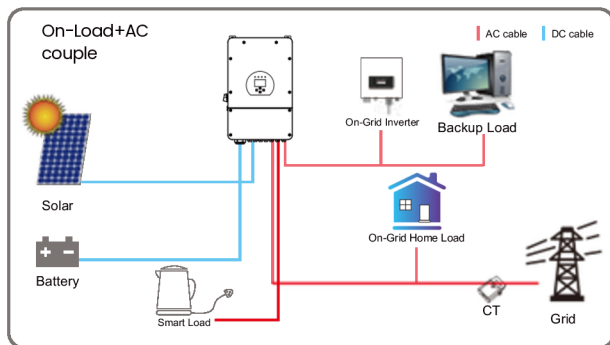 On-Load+AC
couple
AC cable
DC cable
On-Grid Inverter
Backup Load
Solar
On-Grid Home Load
Battery
Smart Load
CT
Grid